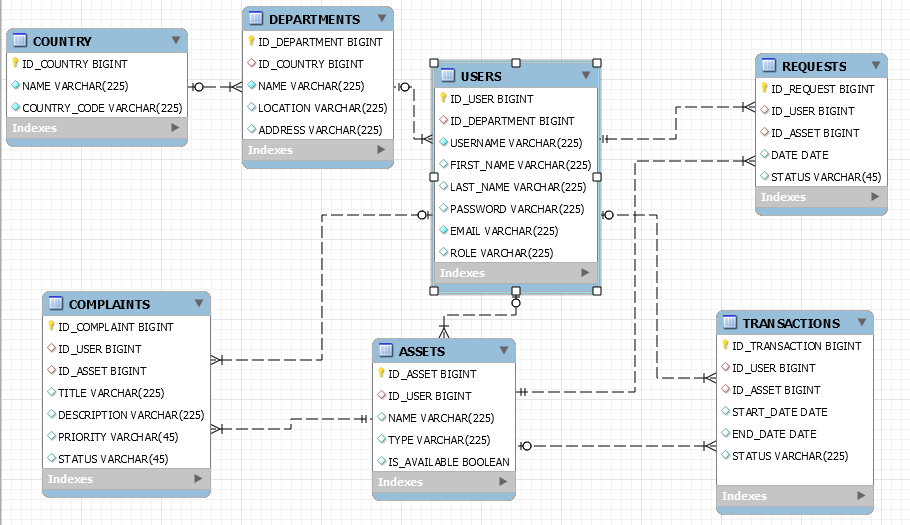 COUNTRY
ID_COUNTRY BIGINT
NAME VARCHAR(225)
COUNTRY_CODE VARCHAR(225)
Indexes
DEPARTMENTS
ID_DEPARTMENT BIGINT
ID_COUNTRY BIGINT
NAME VARCHAR(225)
LOCATION VARCHAR(225)
ADDRESS VARCHAR(225)
Indexes
USERS
ID_USER BIGINT
ID_DEPARTMENT BIGINT
USERNAME VARCHAR(225)
FIRST_NAME VARCHAR(225)
LAST_NAME VARCHAR(225)
PASSWORD VARCHAR(225)
EMAIL VARCHAR(225)
ROLE VARCHAR(225)
Indexes
REQUESTS
ID_REQUEST BIGINT
ID_USER BIGINT
ID_ASSET BIGINT
DATE DATE
STATUS VARCHAR(45)
Indexes
COMPLAINTS
ID_COMPLAINT BIGINT
ID_USER BIGINT
ID_ASSET BIGINT
TITLE VARCHAR(225)
DESCRIPTION VARCHAR(225)
PRIORITY VARCHAR(45)
STATUS VARCHAR(45)
Indexes
ASSETS
ID_ASSET BIGINT
ID_USER BIGINT
NAME VARCHAR(225)
TYPE VARCHAR(225)
IS_AVAILABLE BOOLEAN
Indexes
TRANSACTIONS
ID_TRANSACTION BIGINT
ID_USER BIGINT
ID_ASSET BIGINT
START_DATE DATE
END_DATE DATE
STATUS VARCHAR(225)
Indexes